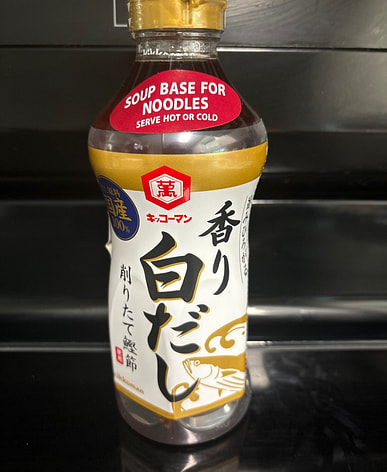 SOUP BASE FOR
NOODLES
SERVE HOT OR COLD
萬
キッコーマン
国産
100%
香り
白だし
削りたて鰹節